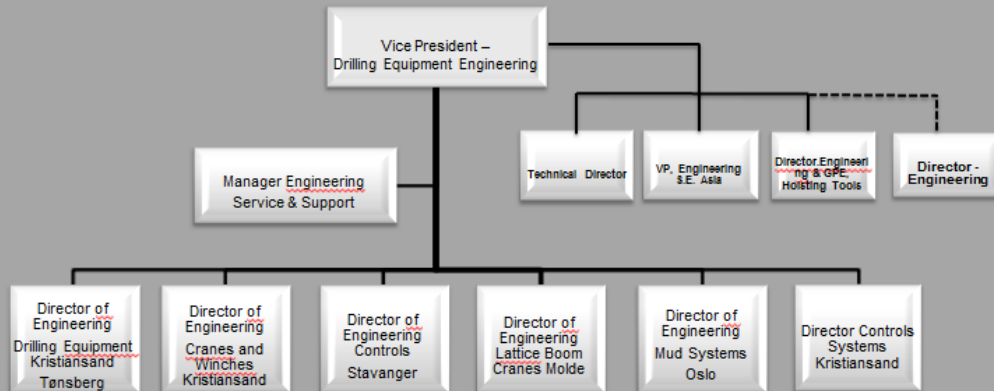 Vice President –
Drilling Equipment Engineering
Technical Director
VP, Engineering
S.E. Asia
Director.Engineeri
ng & GPE,
Hoisting Tools
Director -
Engineering
Manager Engineering
Service & Support
Director of
Engineering
Drilling Equipment
Kristiansand
Tønsberg
Director of
Engineering
Cranes and
Winches
Kristiansand
Director of
Engineering
Controls
Stavanger
Director of
Engineering
Lattice Boom
Cranes Molde
Director of
Engineering
Mud Systems
Oslo
Director Controls
Systems
Kristiansand